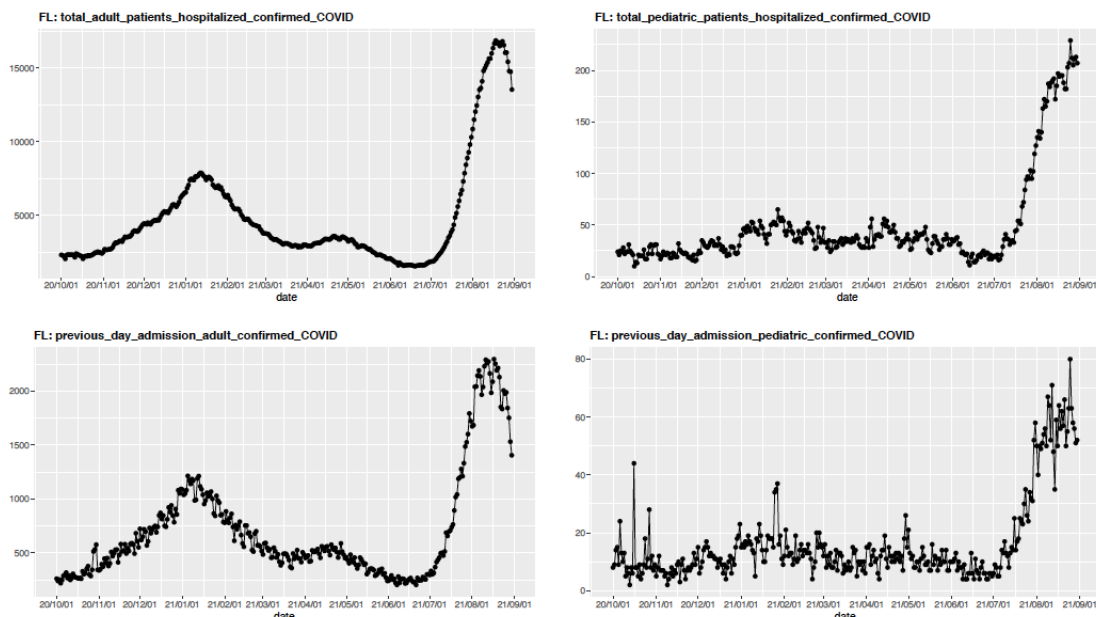 FL: total_adult_patients_hospitalized_confirmed_COVID
15000
10000
5000
20/10/01 20/11/01 20/12/01 21/01/01 21/02/01 21/03/01 21/04/01 21/05/01 21/06/01 21/07/01 21/08/01 21/09/01
date
FL: total_pediatric_patients_hospitalized_confirmed_COVID
200
150
100
50
0
20/10/01 20/11/01 20/12/01 21/01/01 21/02/01 21/03/01 21/04/01 21/05/01 21/06/01 21/07/01 21/08/01 21/09/01
date
FL: previous_day_admission_adult_confirmed_COVID
2000
1500
1000
500
20/10/01 20/11/01 20/12/01 21/01/01 21/02/01 21/03/01 21/04/01 21/05/01 21/06/01 21/07/01 21/08/01 21/09/01
date
FL: previous_day_admission_pediatric_confirmed_COVID
80
60
40
20
0
20/10/01 20/11/01 20/12/01 21/01/01 21/02/01 21/03/01 21/04/01 21/05/01 21/06/01 21/07/01 21/08/01 21/09/01
date